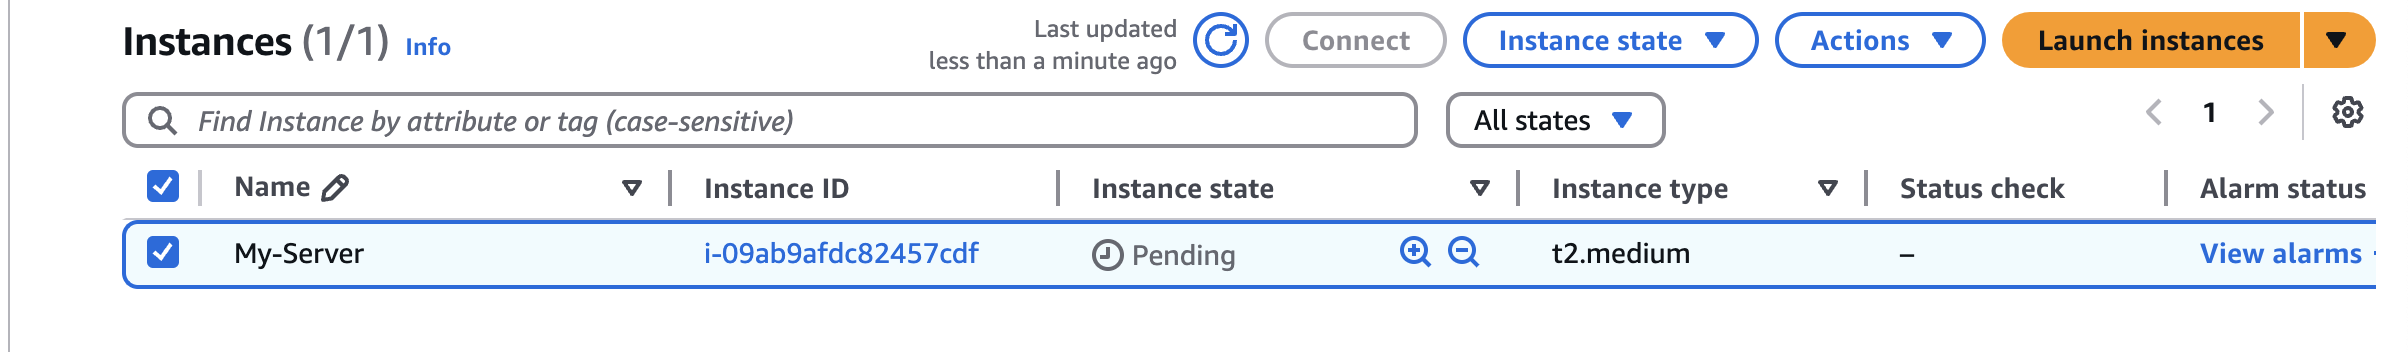 Instances (1/1) Info
Last updated
less than a minute ago
Connect
Instance state
Actions
Launch instances
Find Instance by attribute or tag (case-sensitive)
All states
1
Name Instance ID Instance state Instance type Status check Alarm status
My-Server i-09ab9afdc82457cdf Pending t2.medium – View alarms